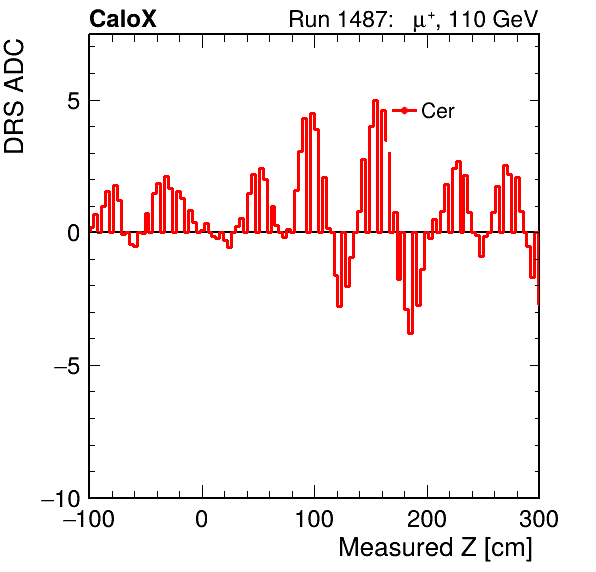 CaloX Run 1487: μ⁺, 110 GeV
DRS ADC
Cer
5
0
−5
−10
−100 0 100 200 300
Measured Z [cm]